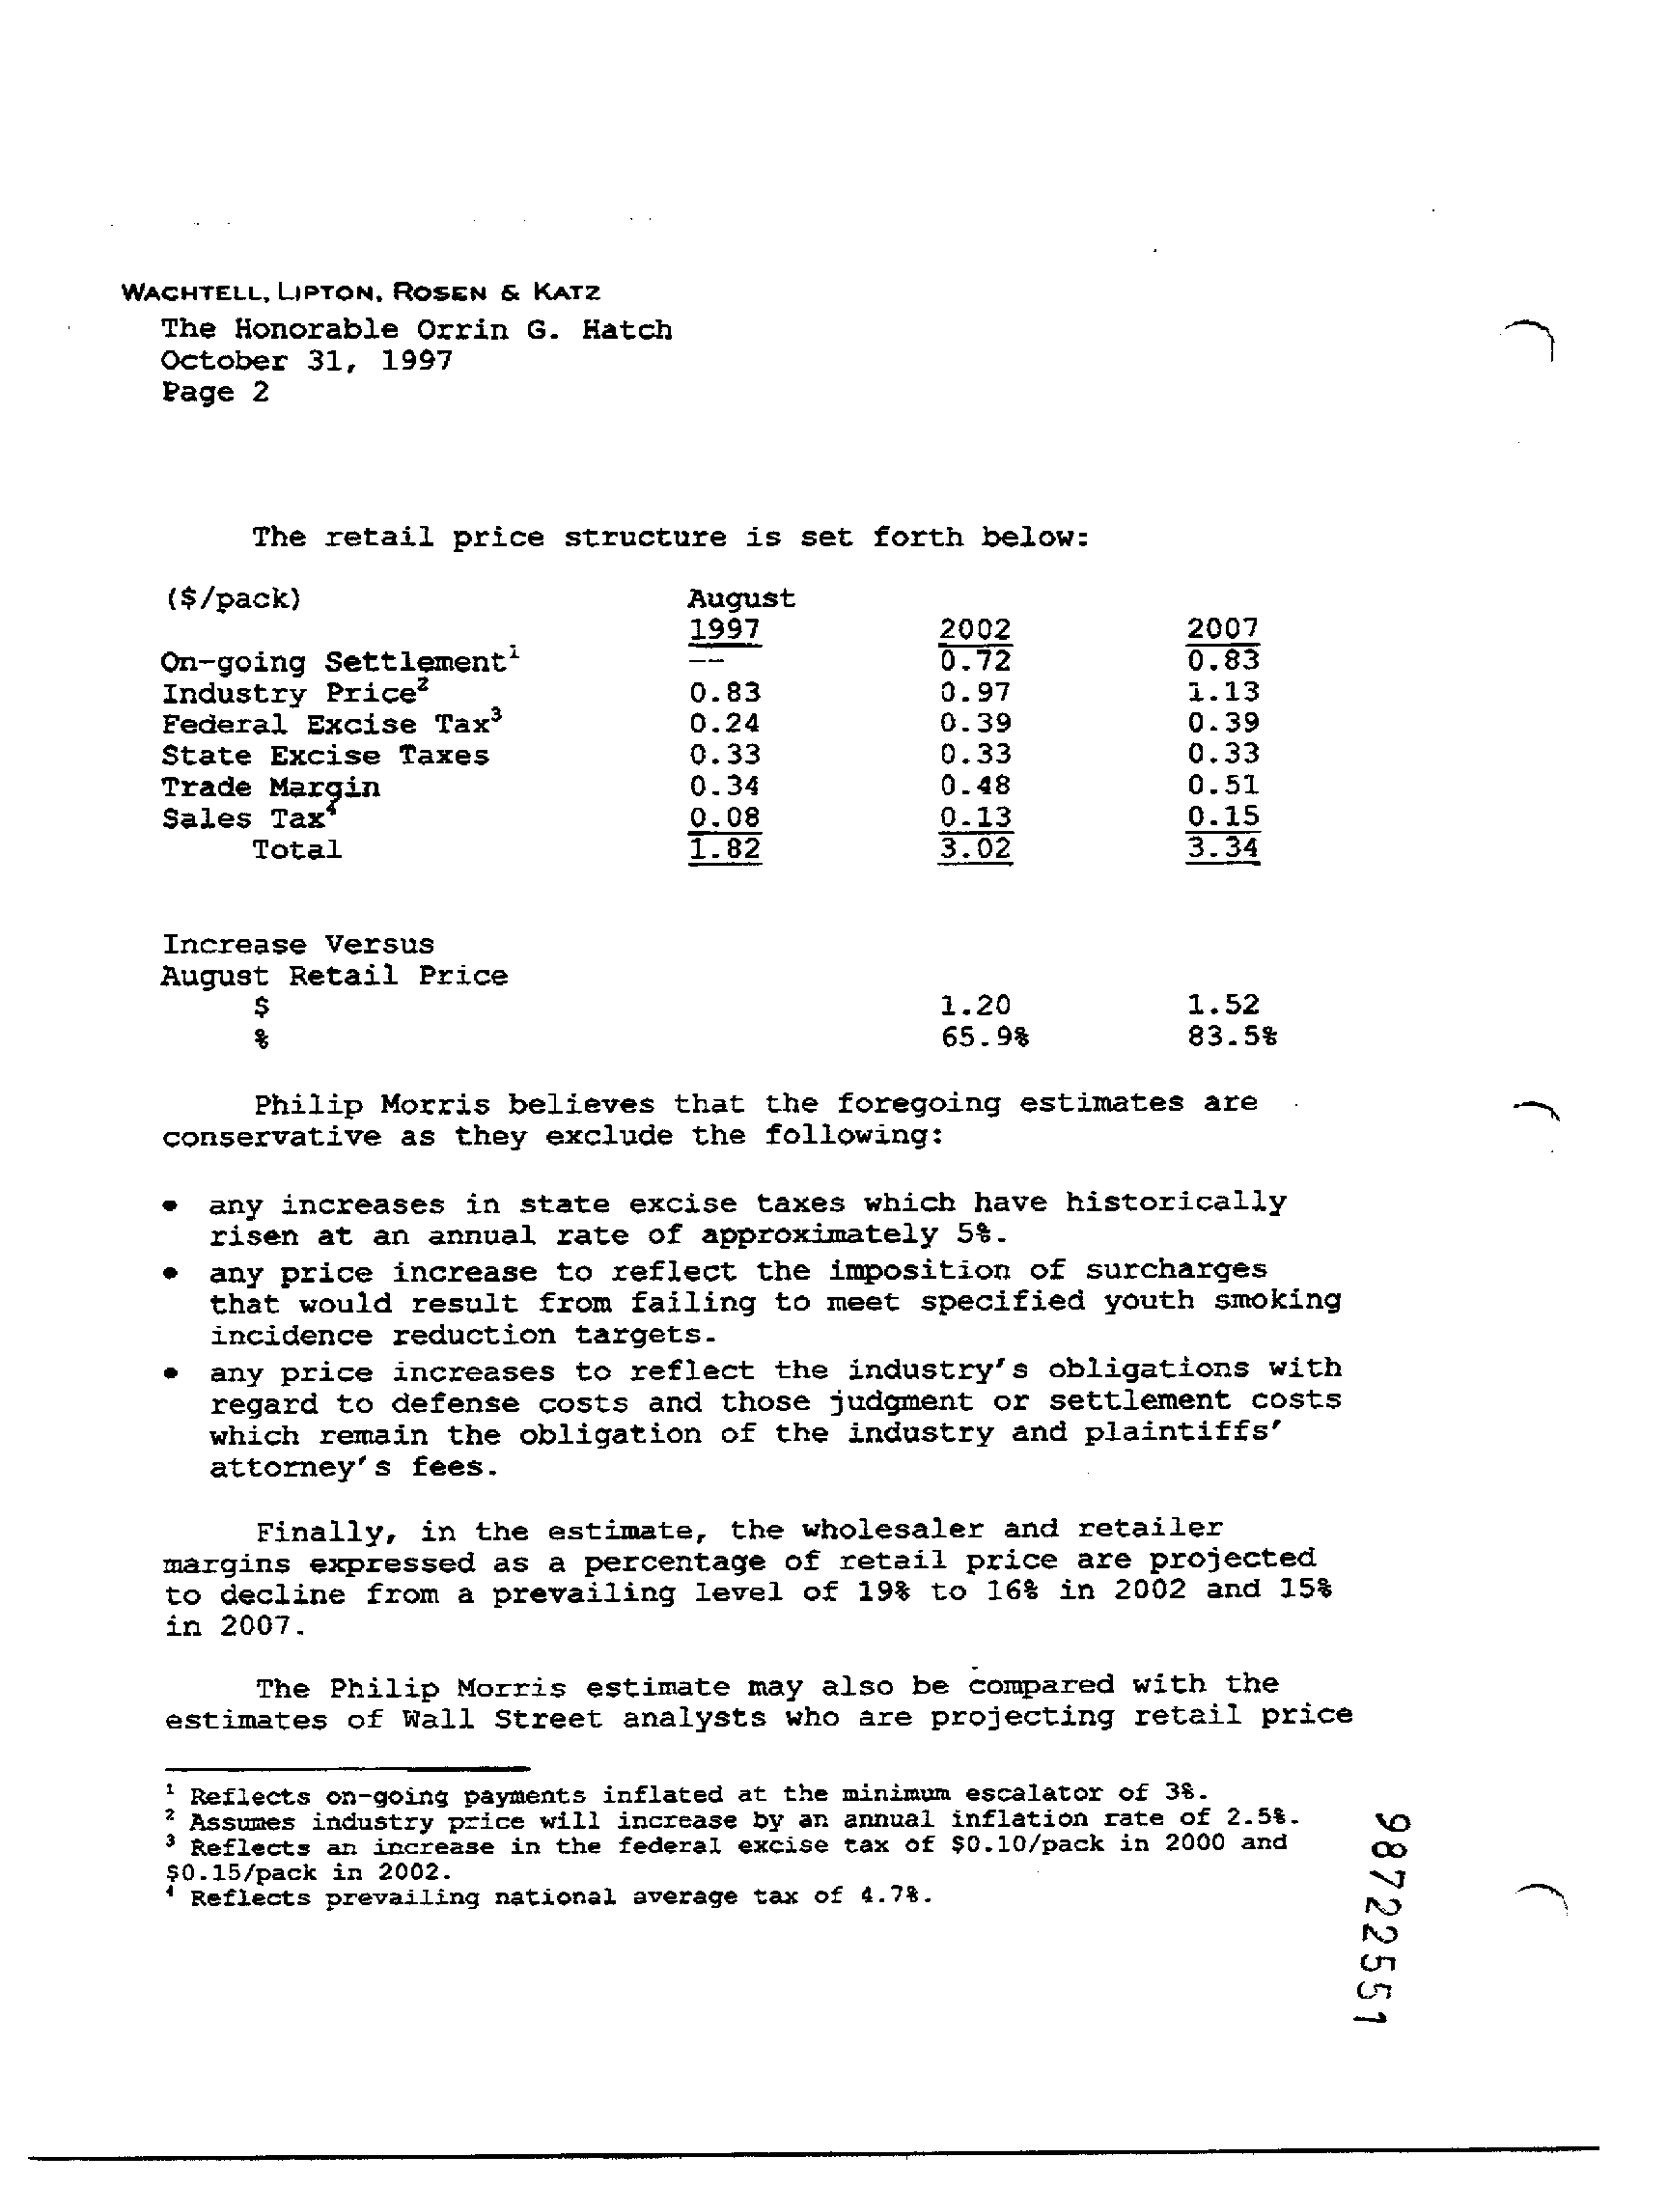 WACHTELL, LIPTON, ROSEN & KATZ
The Honorable Orrin G. Hatch
October 31, 1997
Page 2
The retail price structure is set forth below:
($/pack) August
1997 2002 2007
On-going Settlement¹ -- 0.72 0.83
Industry Price² 0.83 0.97 1.13
Federal Excise Tax³ 0.24 0.39 0.39
State Excise Taxes 0.33 0.33 0.33
Trade Margin 0.34 0.48 0.51
Sales Tax⁴ 0.08 0.13 0.15
Total 1.82 3.02 3.34
Increase Versus
August Retail Price
$ 1.20 1.52
% 65.9% 83.5%
Philip Morris believes that the foregoing estimates are
conservative as they exclude the following:
• any increases in state excise taxes which have historically
risen at an annual rate of approximately 5%.
• any price increase to reflect the imposition of surcharges
that would result from failing to meet specified youth smoking
incidence reduction targets.
• any price increases to reflect the industry's obligations with
regard to defense costs and those judgment or settlement costs
which remain the obligation of the industry and plaintiffs'
attorney's fees.
Finally, in the estimate, the wholesaler and retailer
margins expressed as a percentage of retail price are projected
to decline from a prevailing level of 19% to 16% in 2002 and 15%
in 2007.
The Philip Morris estimate may also be compared with the
estimates of Wall Street analysts who are projecting retail price
¹ Reflects on-going payments inflated at the minimum escalator of 3%.
² Assumes industry price will increase by an annual inflation rate of 2.5%.
³ Reflects an increase in the federal excise tax of $0.10/pack in 2000 and
$0.15/pack in 2002.
⁴ Reflects prevailing national average tax of 4.7%.
98722551